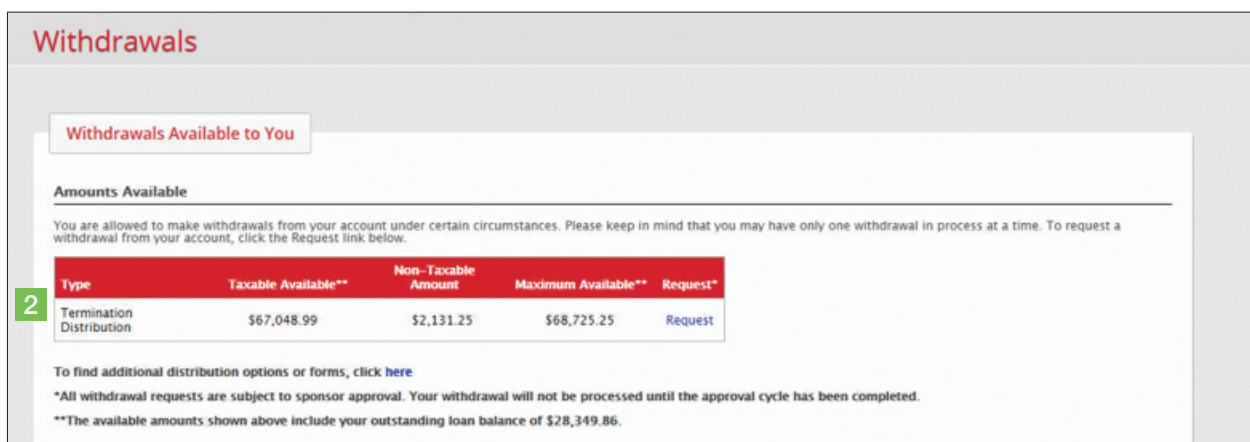 Withdrawals
Withdrawals Available to You
Amounts Available
You are allowed to make withdrawals from your account under certain circumstances. Please keep in mind that you may have only one withdrawal in process at a time. To request a
withdrawal from your account, click the Request link below.
Type Taxable Available** Non-Taxable Amount Maximum Available** Request*
2
Termination Distribution $67,048.99 $2,131.25 $68,725.25 Request
To find additional distribution options or forms, click here
*All withdrawal requests are subject to sponsor approval. Your withdrawal will not be processed until the approval cycle has been completed.
**The available amounts shown above include your outstanding loan balance of $28,349.86.